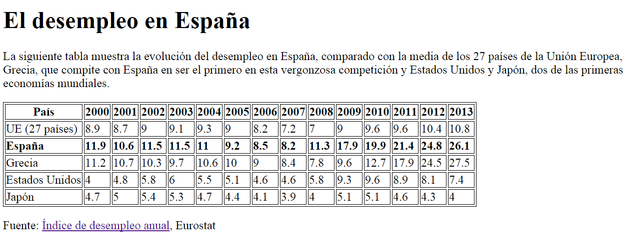 El desempleo en España
La siguiente tabla muestra la evolución del desempleo en España, comparado con la media de los 27 países de la Unión Europea,
Grecia, que compite con España en ser el primero en esta vergonzosa competición y Estados Unidos y Japón, dos de las primeras
economías mundiales.
País 2000 2001 2002 2003 2004 2005 2006 2007 2008 2009 2010 2011 2012 2013
UE (27 países) 8.9 8.7 9 9.1 9.3 9 8.2 7.2 7 9 9.6 9.6 10.4 10.8
España 11.9 10.6 11.5 11.5 11 9.2 8.5 8.2 11.3 17.9 19.9 21.4 24.8 26.1
Grecia 11.2 10.7 10.3 9.7 10.6 10 9 8.4 7.8 9.6 12.7 17.9 24.5 27.5
Estados Unidos 4 4.8 5.8 6 5.5 5.1 4.6 4.6 5.8 9.3 9.6 8.9 8.1 7.4
Japón 4.7 5 5.4 5.3 4.7 4.4 4.1 3.9 4 5.1 5.1 4.6 4.3 4
Fuente: Índice de desempleo anual, Eurostat